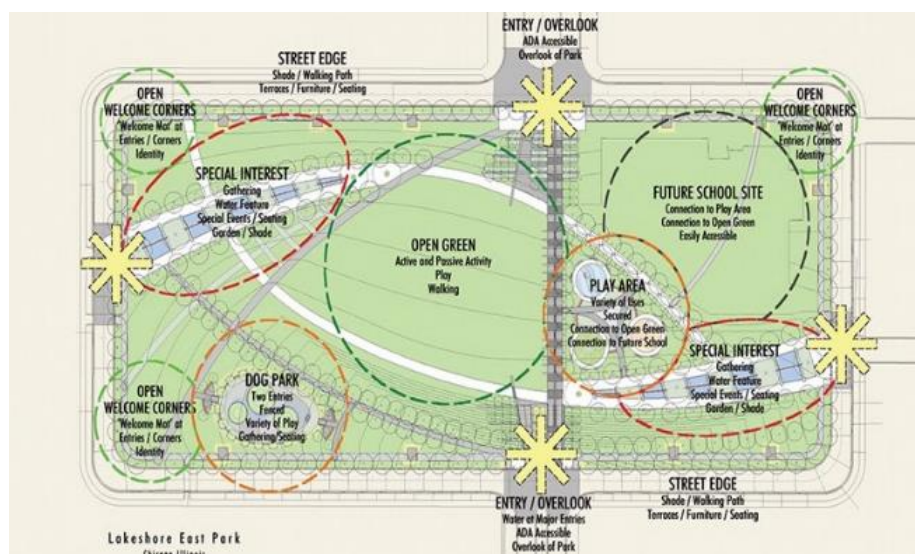 ENTRY / OVERLOOK
ADA Accessible
Overlook of Park
STREET EDGE
Shade / Walking Path
Terraces / Furniture / Seating
OPEN
WELCOME CORNERS
'Welcome Mat' at
Entries / Corners
Identity
OPEN
WELCOME CORNERS
'Welcome Mat' at
Entries / Corners
Identity
SPECIAL INTEREST
Gathering
Water Feature
Special Events / Seating
Garden / Shade
FUTURE SCHOOL SITE
Connection to Play Area
Connection to Open Green
Easily Accessible
OPEN GREEN
Active and Passive Activity
Play
Walking
PLAY AREA
Variety of Uses
Secured
Connection to Open Green
Connection to Future School
SPECIAL INTEREST
Gathering
Water Feature
Special Events / Seating
Garden / Shade
DOG PARK
Two Entries
Fenced
Variety of Play
Gathering/Seating
OPEN
WELCOME CORNERS
'Welcome Mat' at
Entries / Corners
Identity
ENTRY / OVERLOOK
Water at Major Entries
ADA Accessible
Overlook of Park
STREET EDGE
Shade / Walking Path
Terraces / Furniture / Seating
Lakeshore East Park
Chicago Illinois